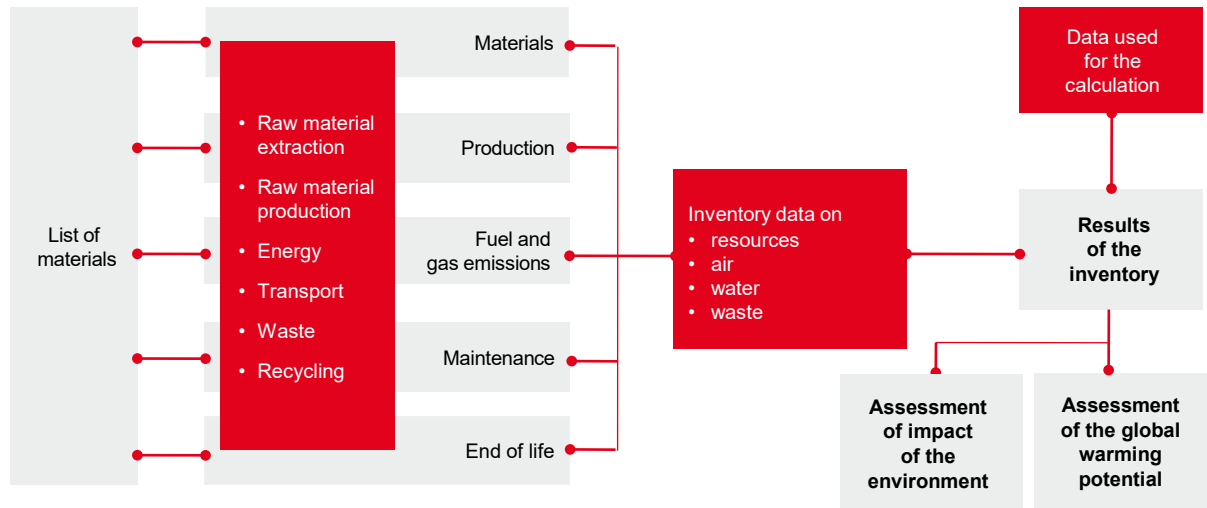 List of
materials
• Raw material
extraction
• Raw material
production
• Energy
• Transport
• Waste
• Recycling
Materials
Production
Fuel and
gas emissions
Maintenance
End of life
Inventory data on
• resources
• air
• water
• waste
Data used
for the
calculation
Results
of the
inventory
Assessment
of impact
of the
environment
Assessment
of the global
warming
potential